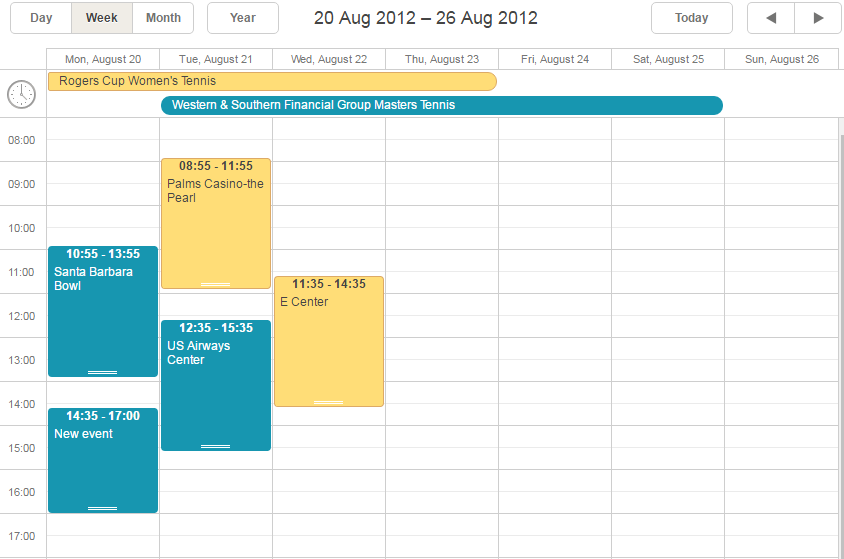 Day Week Month Year 20 Aug 2012 – 26 Aug 2012 Today
Mon, August 20 Tue, August 21 Wed, August 22 Thu, August 23 Fri, August 24 Sat, August 25 Sun, August 26
Rogers Cup Women's Tennis
Western & Southern Financial Group Masters Tennis
08:00
08:55 - 11:55
Palms Casino-the
Pearl
09:00
10:00
10:55 - 13:55
Santa Barbara
Bowl
11:00
11:35 - 14:35
E Center
12:00
12:35 - 15:35
US Airways
Center
13:00
14:00
14:35 - 17:00
New event
15:00
16:00
17:00